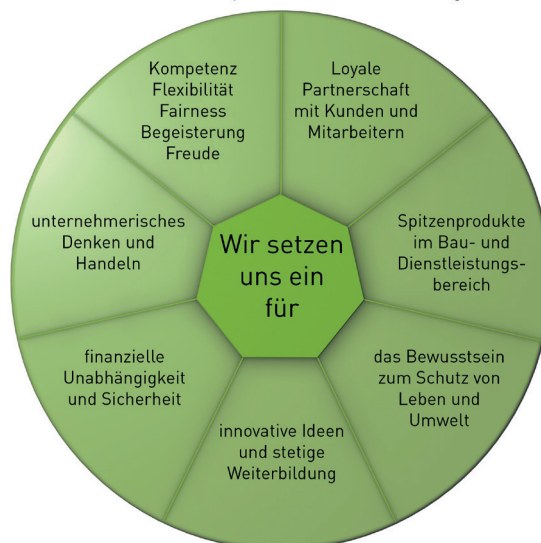 Wir setzen
uns ein
für
Loyale
Partnerschaft
mit Kunden und
Mitarbeitern
Spitzenprodukte
im Bau- und
Dienstleistungs-
bereich
das Bewusstsein
zum Schutz von
Leben und
Umwelt
innovative Ideen
und stetige
Weiterbildung
finanzielle
Unabhängigkeit
und Sicherheit
unternehmerisches
Denken und
Handeln
Kompetenz
Flexibilität
Fairness
Begeisterung
Freude